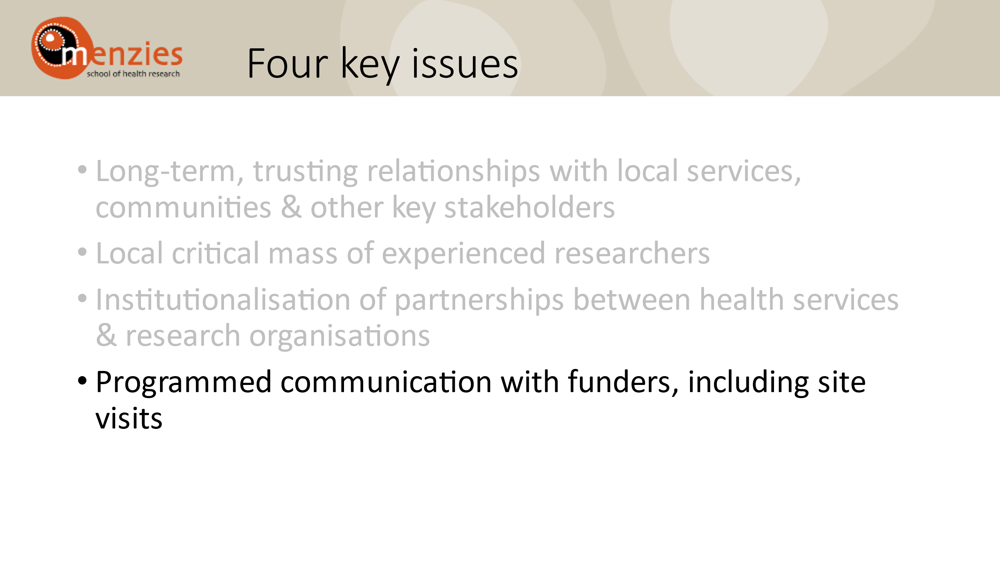 menzies
school of health research
Four key issues
• Long-term, trusting relationships with local services,
communities & other key stakeholders
• Local critical mass of experienced researchers
• Institutionalisation of partnerships between health services
& research organisations
• Programmed communication with funders, including site
visits